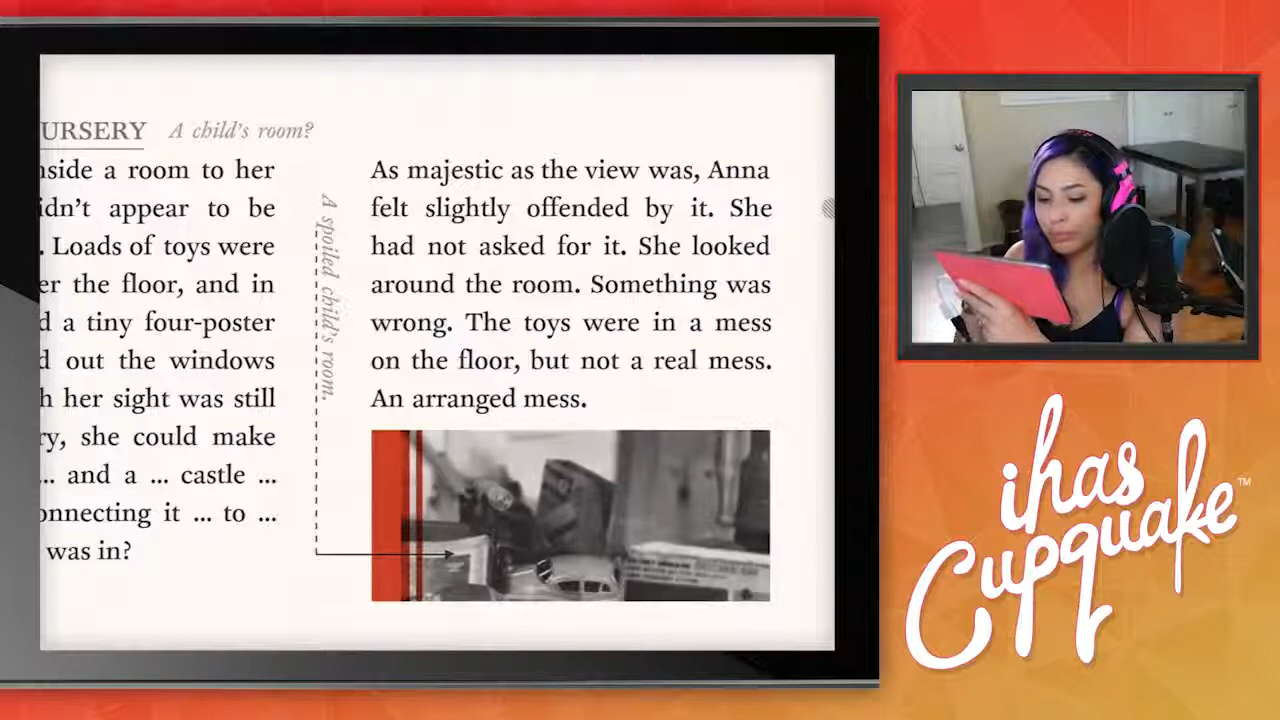 URSERY A child's room?
nside a room to her
idn't appear to be
. Loads of toys were
er the floor, and in
d a tiny four-poster
d out the windows
h her sight was still
ry, she could make
... and a ... castle ...
onnecting it ... to ...
was in?
A spoiled child's room.
As majestic as the view was, Anna
felt slightly offended by it. She
had not asked for it. She looked
around the room. Something was
wrong. The toys were in a mess
on the floor, but not a real mess.
An arranged mess.
ihas
Cupquake™